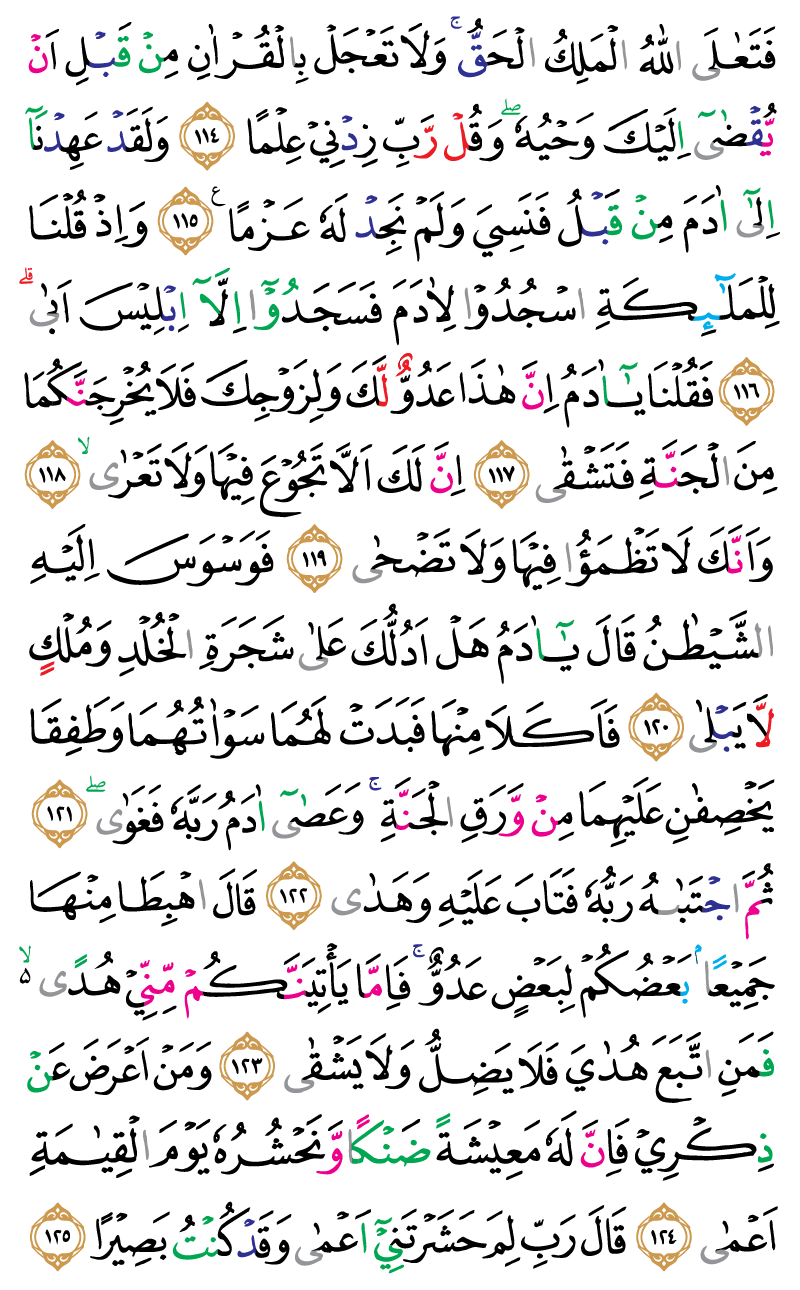 فَتَعٰلَى اللّٰهُ الْمَلِكُ الْحَقُّ ۚ وَلَا تَعْجَلْ بِالْقُرْاٰنِ مِنْ قَبْلِ اَنْ
يُّقْضٰٓى اِلَيْكَ وَحْيُهٗ ۖ وَقُلْ رَّبِّ زِدْنِيْ عِلْمًا ١١٤ وَلَقَدْ عَهِدْنَآ
اِلٰٓى اٰدَمَ مِنْ قَبْلُ فَنَسِيَ وَلَمْ نَجِدْ لَهٗ عَزْمًا ع ١١٥ وَاِذْ قُلْنَا
لِلْمَلٰۤىِٕكَةِ اسْجُدُوْا لِاٰدَمَ فَسَجَدُوْٓا اِلَّآ اِبْلِيْسَ اَبٰى ۗ
١١٦ فَقُلْنَا يٰٓاٰدَمُ اِنَّ هٰذَا عَدُوٌّ لَّكَ وَلِزَوْجِكَ فَلَا يُخْرِجَنَّكُمَا
مِنَ الْجَنَّةِ فَتَشْقٰى ١١٧ اِنَّ لَكَ اَلَّا تَجُوْعَ فِيْهَا وَلَا تَعْرٰى ۙ ١١٨
وَاَنَّكَ لَا تَظْمَؤُا فِيْهَا وَلَا تَضْحٰى ١١٩ فَوَسْوَسَ اِلَيْهِ
الشَّيْطٰنُ قَالَ يٰٓاٰدَمُ هَلْ اَدُلُّكَ عَلٰى شَجَرَةِ الْخُلْدِ وَمُلْكٍ
لَّا يَبْلٰى ١٢٠ فَاَكَلَا مِنْهَا فَبَدَتْ لَهُمَا سَوْاٰتُهُمَا وَطَفِقَا
يَخْصِفٰنِ عَلَيْهِمَا مِنْ وَّرَقِ الْجَنَّةِ ۚ وَعَصٰٓى اٰدَمُ رَبَّهٗ فَغَوٰى ۖ ١٢١
ثُمَّ اجْتَبٰىهُ رَبُّهٗ فَتَابَ عَلَيْهِ وَهَدٰى ١٢٢ قَالَ اهْبِطَا مِنْهَا
جَمِيْعًاۢ بَعْضُكُمْ لِبَعْضٍ عَدُوٌّ ۚ فَاِمَّا يَأْتِيَنَّكُمْ مِّنِّيْ هُدًى ۙ ە
فَمَنِ اتَّبَعَ هُدٰيَ فَلَا يَضِلُّ وَلَا يَشْقٰى ١٢٣ وَمَنْ اَعْرَضَ عَنْ
ذِكْرِيْ فَاِنَّ لَهٗ مَعِيْشَةً ضَنْكًا وَّنَحْشُرُهٗ يَوْمَ الْقِيٰمَةِ
اَعْمٰى ١٢٤ قَالَ رَبِّ لِمَ حَشَرْتَنِيْٓ اَعْمٰى وَقَدْ كُنْتُ بَصِيْرًا ١٢٥